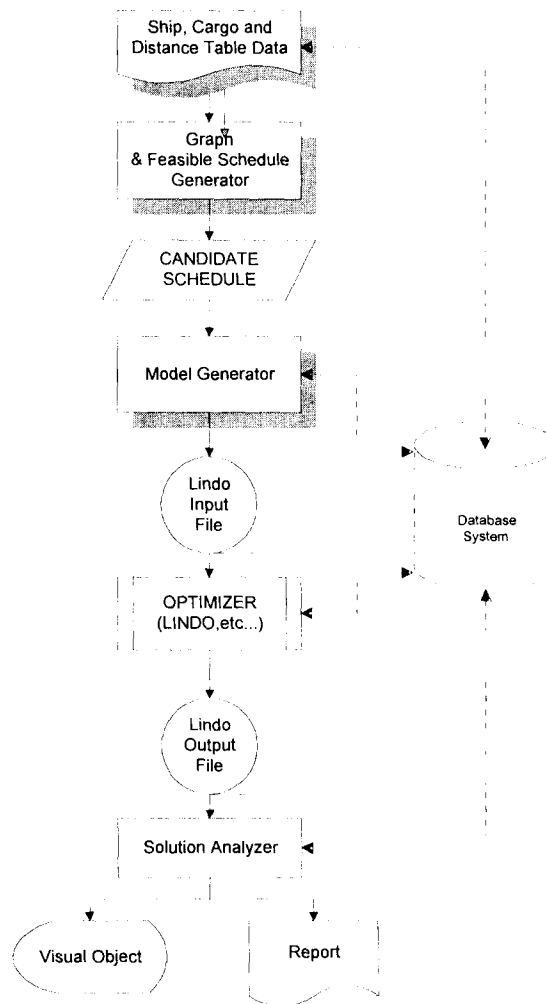 Ship, Cargo and
Distance Table Data
Graph
& Feasible Schedule
Generator
CANDIDATE
SCHEDULE
Model Generator
Lindo
Input
File
Database
System
OPTIMIZER
(LINDO,etc...)
Lindo
Output
File
Solution Analyzer
Visual Object
Report